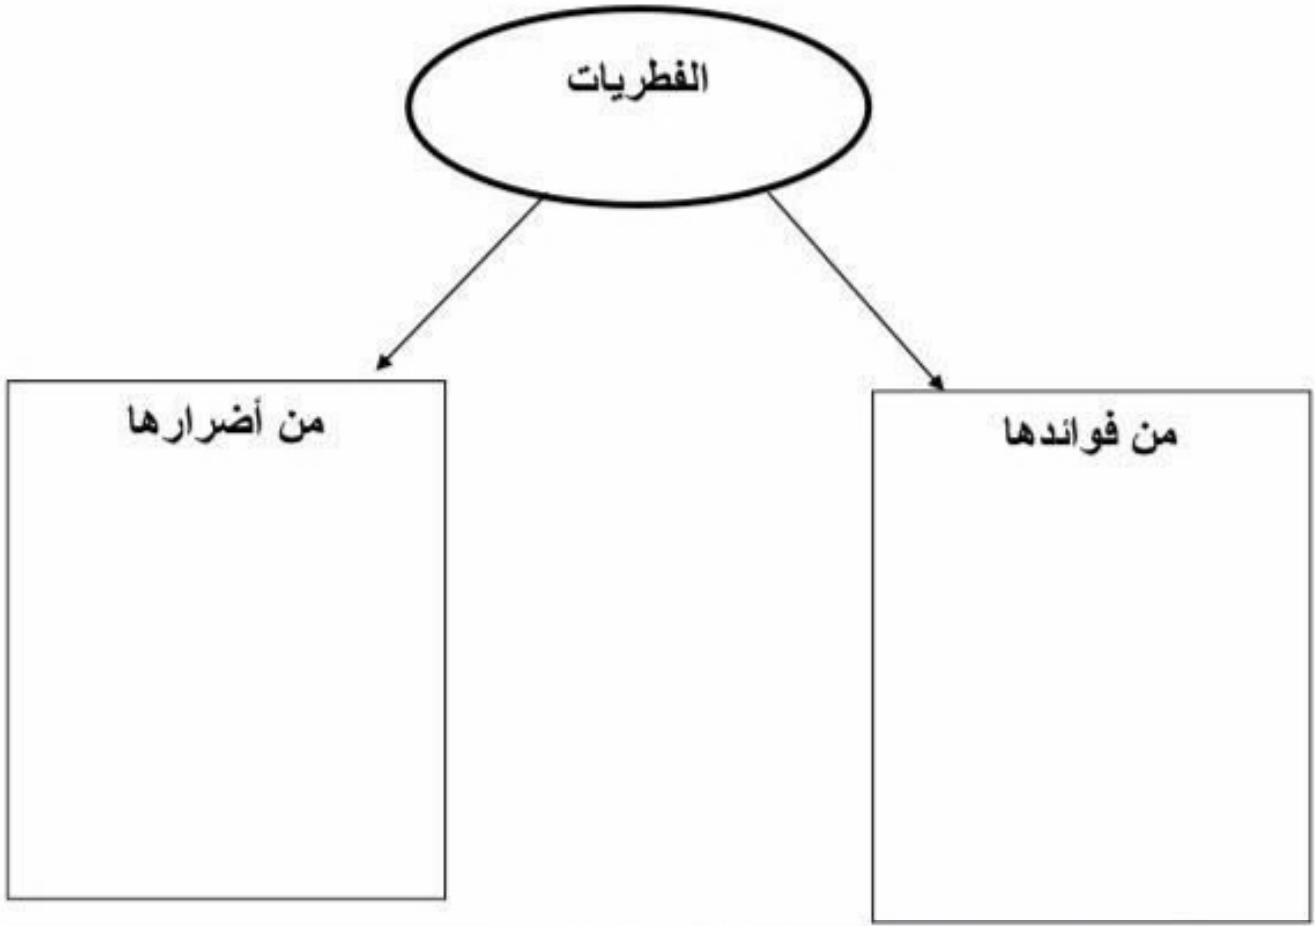 الفطريات
من فوائدها
من أضرارها